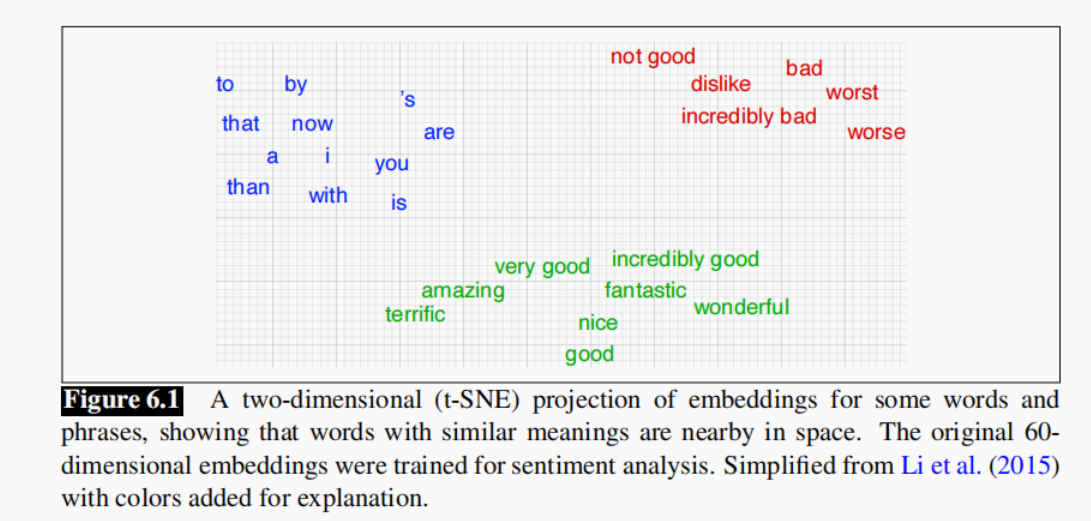 not good
bad
to by dislike
's worst
that now incredibly bad
are worse
a i you
than with
is
very good incredibly good
amazing fantastic
terrific wonderful
nice
good
Figure 6.1 A two-dimensional (t-SNE) projection of embeddings for some words and
phrases, showing that words with similar meanings are nearby in space. The original 60-
dimensional embeddings were trained for sentiment analysis. Simplified from Li et al. (2015)
with colors added for explanation.